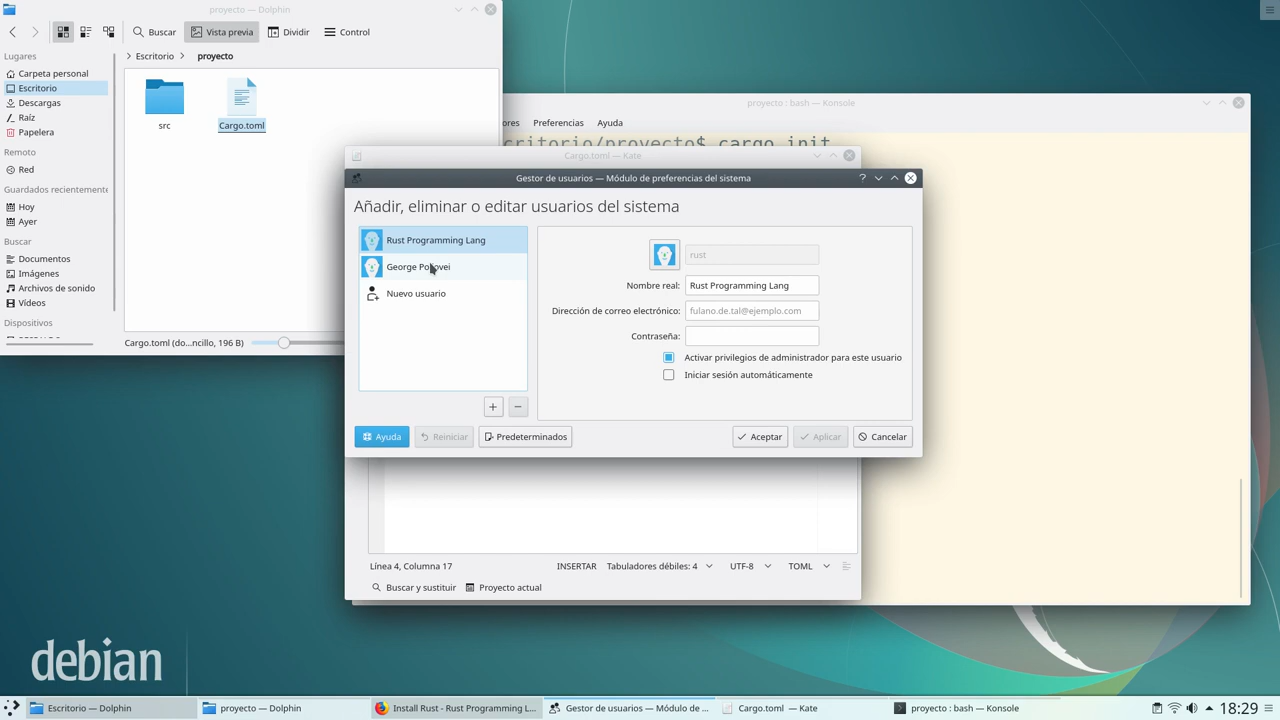 proyecto — Dolphin
Buscar
Vista previa
Dividir
Control
Escritorio
proyecto
Lugares
Carpeta personal
Escritorio
Descargas
Raíz
Papelera
Remoto
Red
Guardados recientemente
Hoy
Ayer
Buscar
Documentos
Imágenes
Archivos de sonido
Vídeos
Dispositivos
src
Cargo.toml
Cargo.toml (do...ncillo, 196 B)
proyecto : bash — Konsole
Preferencias
Ayuda
critorio/proyecto$ cargo init
Cargo.toml — Kate
Gestor de usuarios — Módulo de preferencias del sistema
Añadir, eliminar o editar usuarios del sistema
Rust Programming Lang
George
Nuevo usuario
rust
Nombre real:
Rust Programming Lang
Dirección de correo electrónico:
fulano.de.tal@ejemplo.com
Contraseña:
Activar privilegios de administrador para este usuario
Iniciar sesión automáticamente
Ayuda
Reiniciar
Predeterminados
Aceptar
Aplicar
Cancelar
Línea 4, Columna 17
INSERTAR
Tabuladores débiles: 4
UTF-8
TOML
Buscar y sustituir
Proyecto actual
debian
Escritorio — Dolphin
proyecto — Dolphin
Install Rust - Rust Programming L...
Gestor de usuarios — Módulo de ...
Cargo.toml — Kate
proyecto : bash — Konsole
18:29